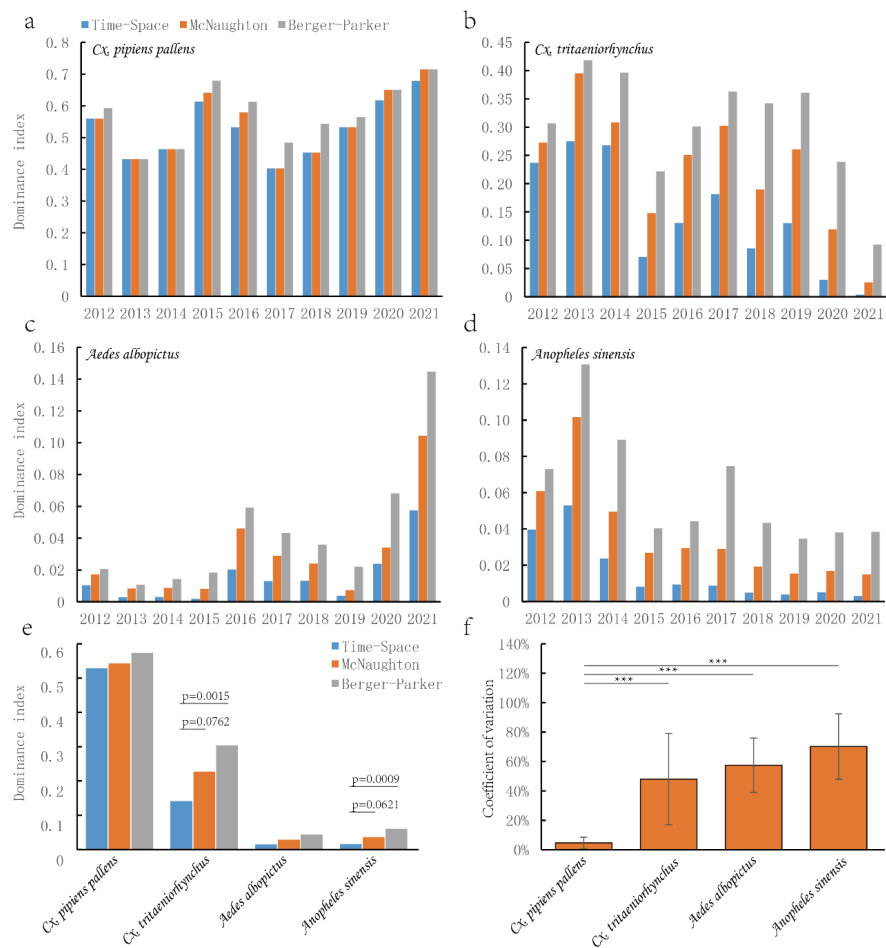 a
b
Time-Space McNaughton Berger-Parker
Cx. pipiens pallens
Dominance index
0.8
0.7
0.6
0.5
0.4
0.3
0.2
0.1
0
2012 2013 2014 2015 2016 2017 2018 2019 2020 2021
Cx. tritaeniorhynchus
0.45
0.40
0.35
0.30
0.25
0.20
0.15
0.10
0.05
0
2012 2013 2014 2015 2016 2017 2018 2019 2020 2021
c
Aedes albopictus
Dominance index
0.16
0.14
0.12
0.10
0.08
0.06
0.04
0.02
0
2012 2013 2014 2015 2016 2017 2018 2019 2020 2021
d
Anopheles sinensis
0.14
0.12
0.10
0.08
0.06
0.04
0.02
0
2012 2013 2014 2015 2016 2017 2018 2019 2020 2021
e
Time-Space
McNaughton
Berger-Parker
Dominance index
0.6
0.5
0.4
0.3
0.2
0.1
0
p=0.0015
p=0.0762
p=0.0009
p=0.0621
Cx. pipiens pallens
Cx. tritaeniorhynchus
Aedes albopictus
Anopheles sinensis
f
Coefficient of variation
140%
120%
100%
80%
60%
40%
20%
0%
***
***
***
Cx. pipiens pallens
Cx. tritaeniorhynchus
Aedes albopictus
Anopheles sinensis